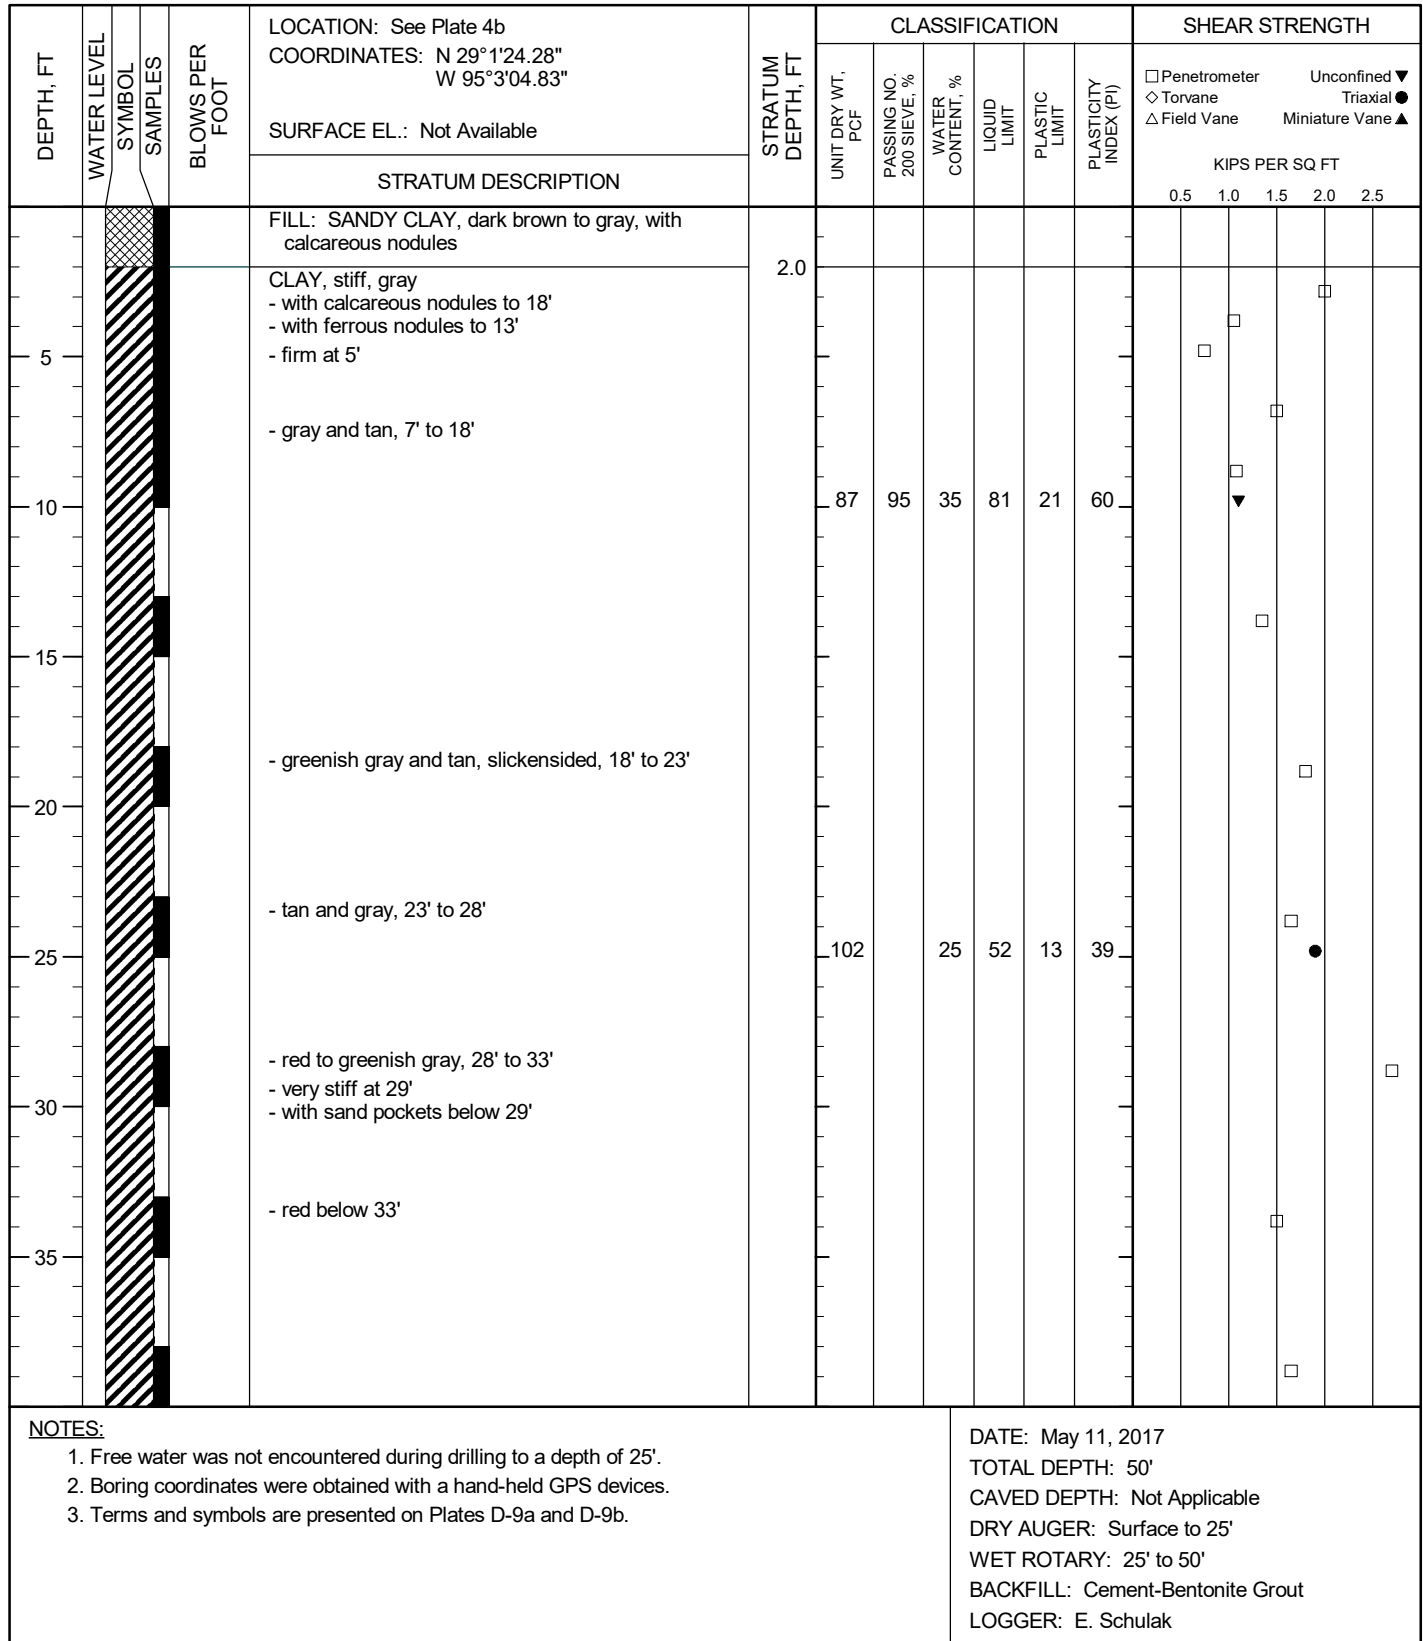 DEPTH, FT
WATER LEVEL
SYMBOL
SAMPLES
BLOWS PER
FOOT
LOCATION: See Plate 4b
COORDINATES: N 29°1'24.28"
W 95°3'04.83"
SURFACE EL.: Not Available
STRATUM DESCRIPTION
STRATUM
DEPTH, FT
CLASSIFICATION
UNIT DRY WT,
PCF
PASSING NO.
200 SIEVE, %
WATER
CONTENT, %
LIQUID
LIMIT
PLASTIC
LIMIT
PLASTICITY
INDEX (PI)
SHEAR STRENGTH
□ Penetrometer Unconfined ▼
◇ Torvane Triaxial ●
△ Field Vane Miniature Vane ▲
KIPS PER SQ FT
0.5 1.0 1.5 2.0 2.5
FILL: SANDY CLAY, dark brown to gray, with
calcareous nodules
2.0
CLAY, stiff, gray
- with calcareous nodules to 18'
- with ferrous nodules to 13'
5
- firm at 5'
- gray and tan, 7' to 18'
10
87 95 35 81 21 60
15
- greenish gray and tan, slickensided, 18' to 23'
20
- tan and gray, 23' to 28'
25
102 25 52 13 39
- red to greenish gray, 28' to 33'
- very stiff at 29'
30
- with sand pockets below 29'
- red below 33'
35
NOTES:
1. Free water was not encountered during drilling to a depth of 25'.
2. Boring coordinates were obtained with a hand-held GPS devices.
3. Terms and symbols are presented on Plates D-9a and D-9b.
DATE: May 11, 2017
TOTAL DEPTH: 50'
CAVED DEPTH: Not Applicable
DRY AUGER: Surface to 25'
WET ROTARY: 25' to 50'
BACKFILL: Cement-Bentonite Grout
LOGGER: E. Schulak